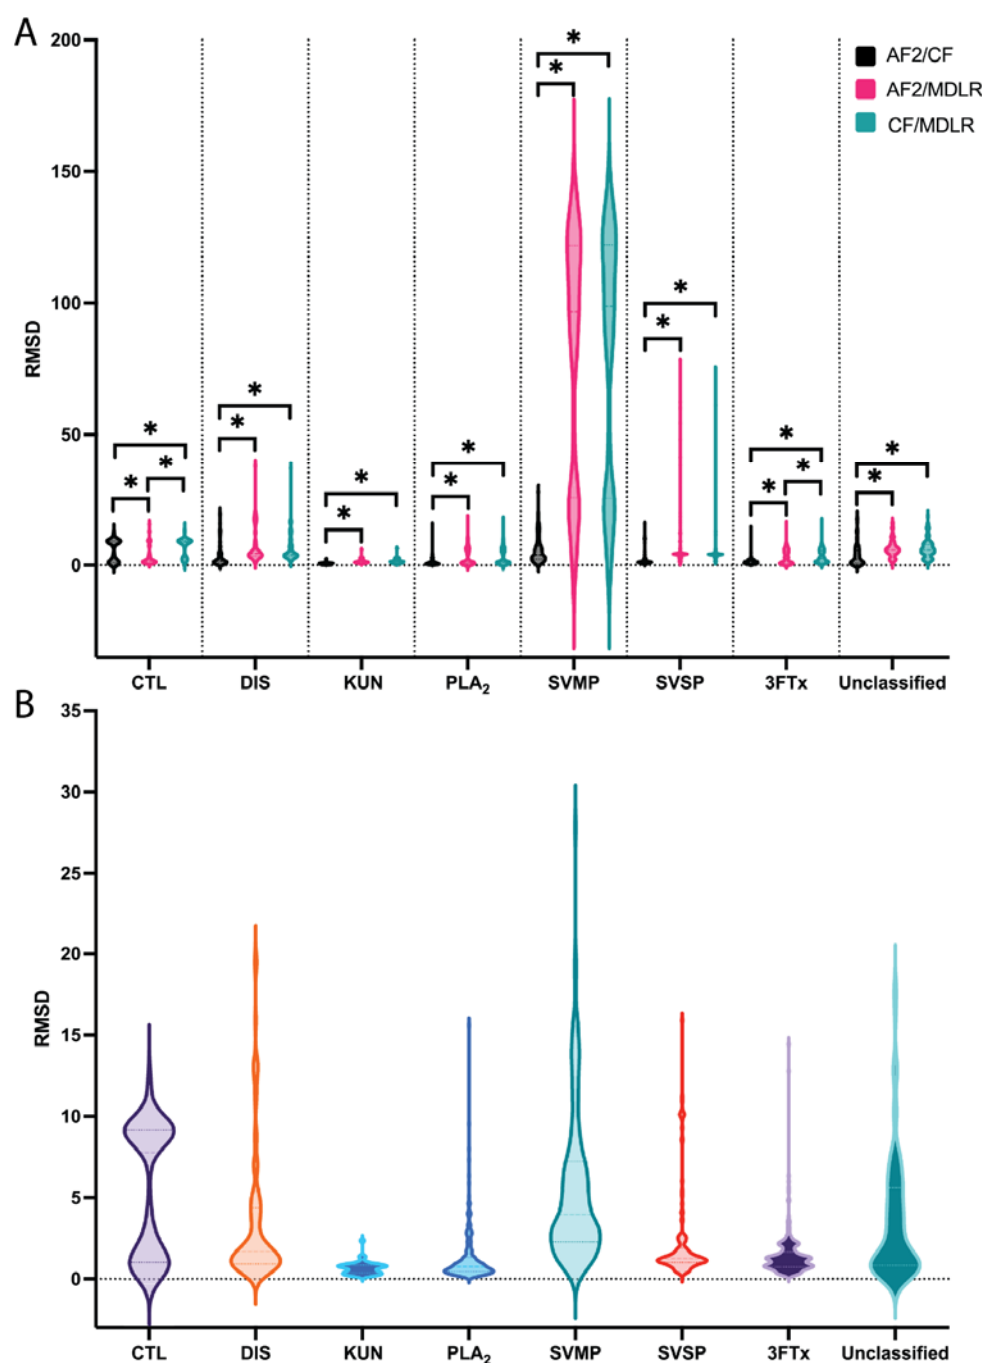 A
200
150
100
50
0
RMSD
AF2/CF
AF2/MDLR
CF/MDLR
* * * * * * * * * * * * * * * * * *
CTL DIS KUN PLA₂ SVMP SVSP 3FTx Unclassified
B
35
30
25
20
15
10
5
0
RMSD
CTL DIS KUN PLA₂ SVMP SVSP 3FTx Unclassified